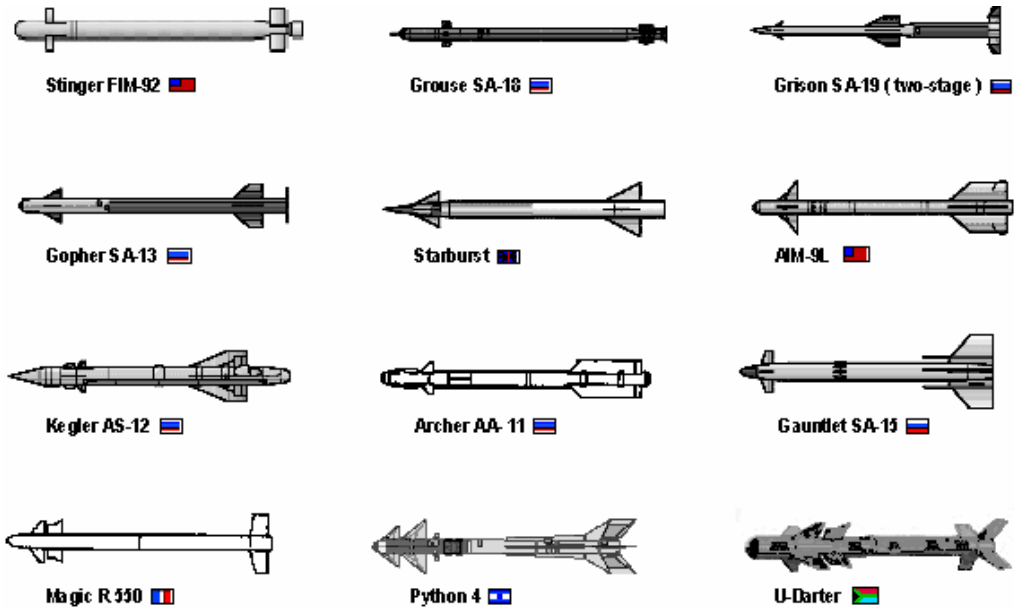 Stinger FIM-92
Grouse SA-18
Grison SA-19 ( two-stage )
Gopher SA-13
Starburst
AIM-9L
Kegler AS-12
Archer AA- 11
Gauntlet SA-15
Magic R 550
Python 4
U-Darter